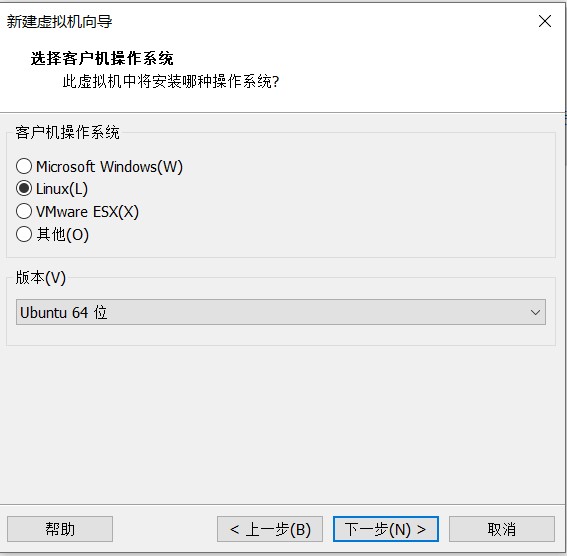 新建虚拟机向导
选择客户机操作系统
此虚拟机中将安装哪种操作系统?
客户机操作系统
Microsoft Windows(W)
Linux(L)
VMware ESX(X)
其他(O)
版本(V)
Ubuntu 64 位
帮助
< 上一步(B)
下一步(N) >
取消